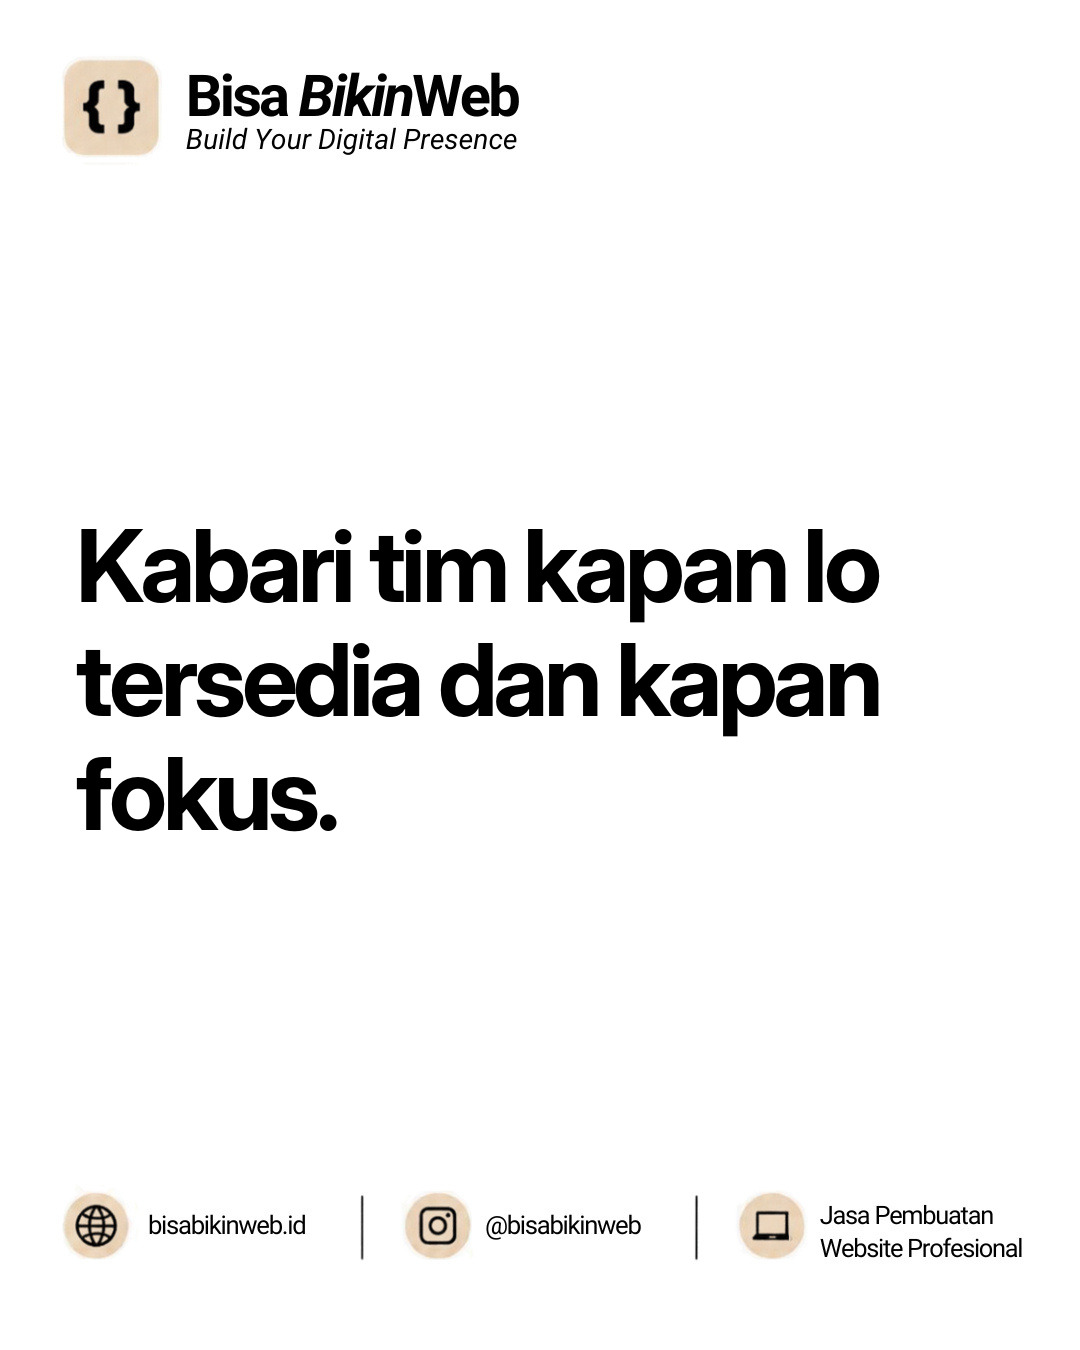 { }
Bisa BikinWeb
Build Your Digital Presence
Kabari tim kapan lo
tersedia dan kapan
fokus.
bisabikinweb.id
@bisabikinweb
Jasa Pembuatan
Website Profesional